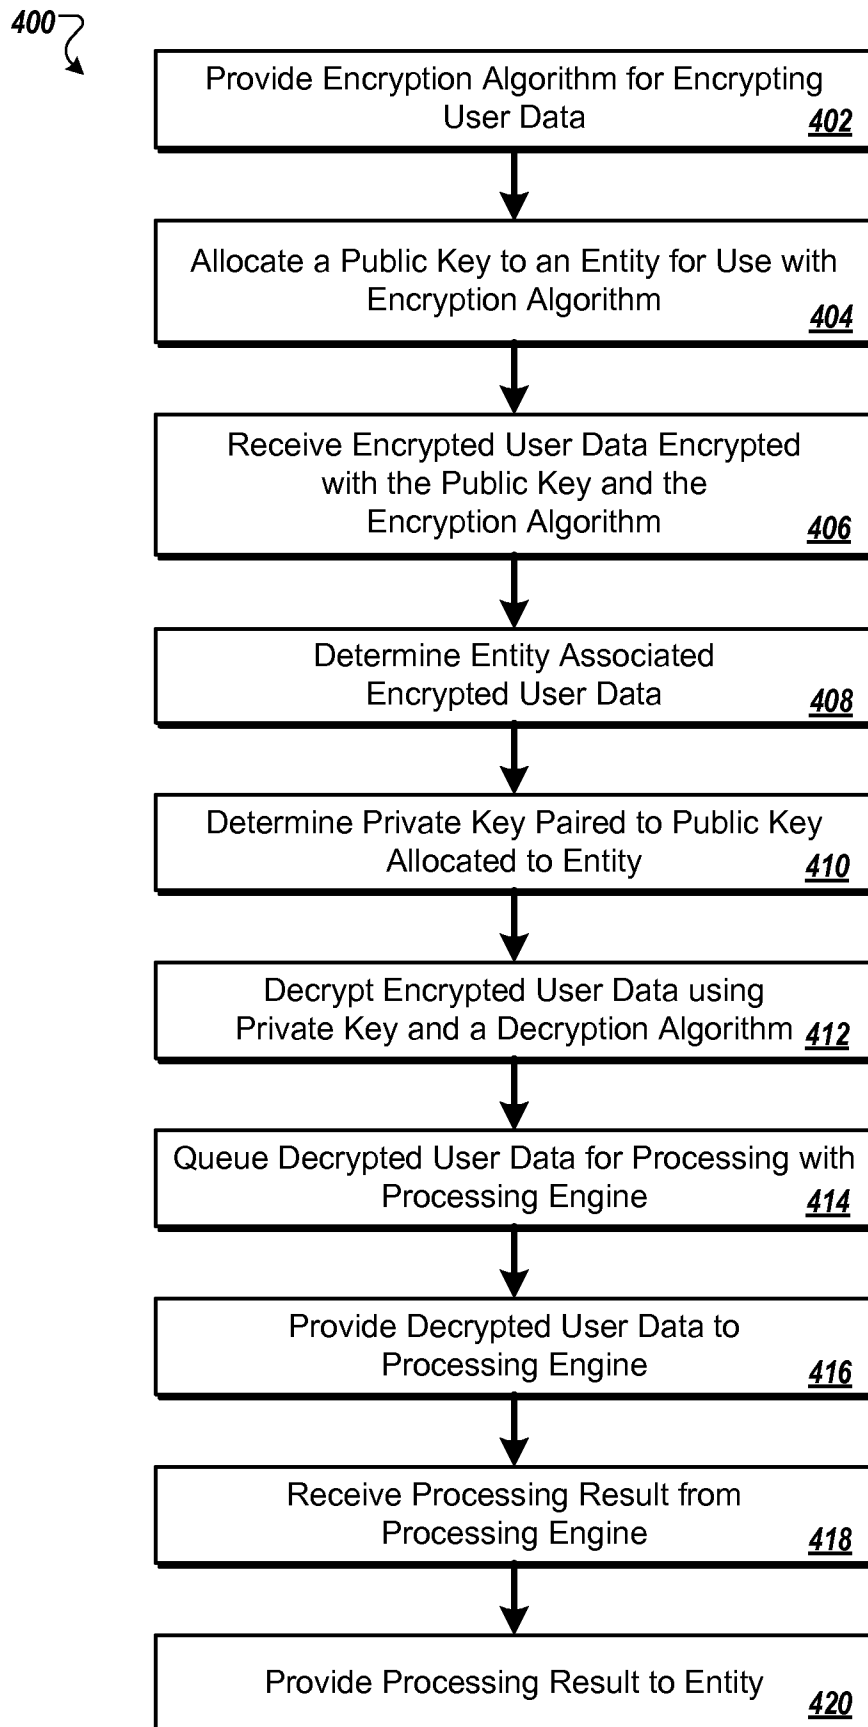 400
Provide Encryption Algorithm for Encrypting
User Data 402
Allocate a Public Key to an Entity for Use with
Encryption Algorithm 404
Receive Encrypted User Data Encrypted
with the Public Key and the
Encryption Algorithm 406
Determine Entity Associated
Encrypted User Data 408
Determine Private Key Paired to Public Key
Allocated to Entity 410
Decrypt Encrypted User Data using
Private Key and a Decryption Algorithm 412
Queue Decrypted User Data for Processing with
Processing Engine 414
Provide Decrypted User Data to
Processing Engine 416
Receive Processing Result from
Processing Engine 418
Provide Processing Result to Entity 420